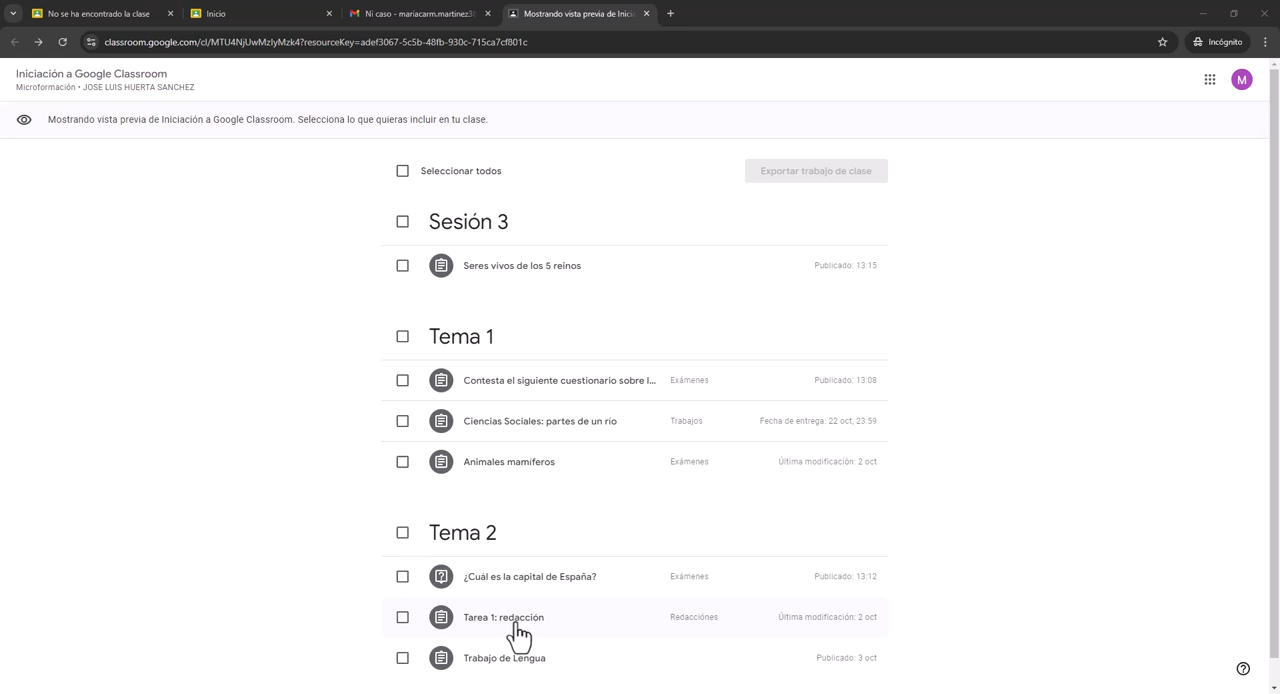 No se ha encontrado la clase
Inicio
Ni caso - mariacarm.martinez38
Mostrando vista previa de Inici
classroom.google.com/cl/MTU4NjUwMzIyMzk4?resourceKey=adef3067-5c5b-48fb-930c-715ca7cf801c
Incógnito
Iniciación a Google Classroom
Microformación • JOSE LUIS HUERTA SANCHEZ
M
Mostrando vista previa de Iniciación a Google Classroom. Selecciona lo que quieras incluir en tu clase.
Seleccionar todos
Exportar trabajo de clase
Sesión 3
Seres vivos de los 5 reinos Publicado: 13:15
Tema 1
Contesta el siguiente cuestionario sobre l... Exámenes Publicado: 13:08
Ciencias Sociales: partes de un río Trabajos Fecha de entrega: 22 oct, 23:59
Animales mamíferos Exámenes Última modificación: 2 oct
Tema 2
¿Cuál es la capital de España? Exámenes Publicado: 13:12
Tarea 1: redacción Redacciónes Última modificación: 2 oct
Trabajo de Lengua Publicado: 3 oct